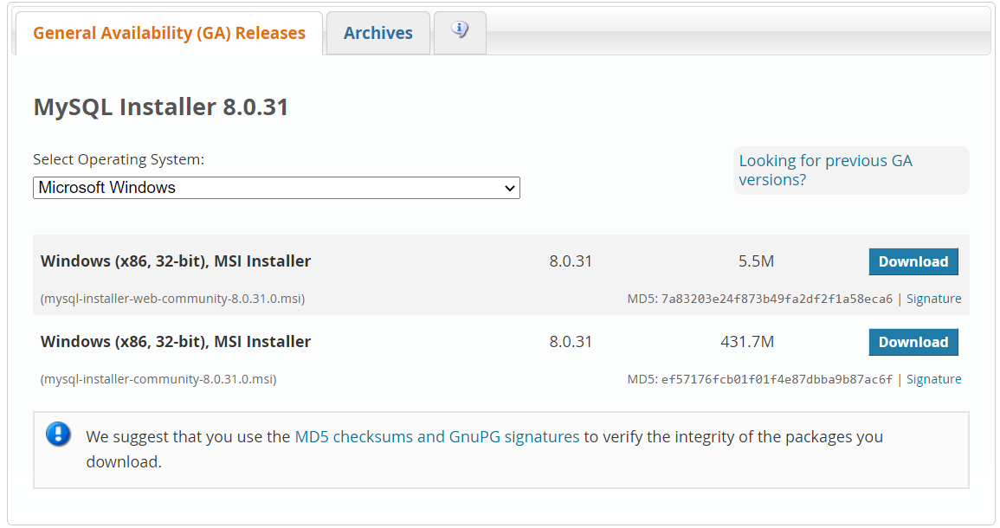 General Availability (GA) Releases
Archives
MySQL Installer 8.0.31
Select Operating System:
Microsoft Windows
Looking for previous GA
versions?
Windows (x86, 32-bit), MSI Installer 8.0.31 5.5M Download
(mysql-installer-web-community-8.0.31.0.msi) MD5: 7a83203e24f873b49fa2df2f1a58eca6 | Signature
Windows (x86, 32-bit), MSI Installer 8.0.31 431.7M Download
(mysql-installer-community-8.0.31.0.msi) MD5: ef57176fcb01f01f4e87dbba9b87ac6f | Signature
We suggest that you use the MD5 checksums and GnuPG signatures to verify the integrity of the packages you
download.